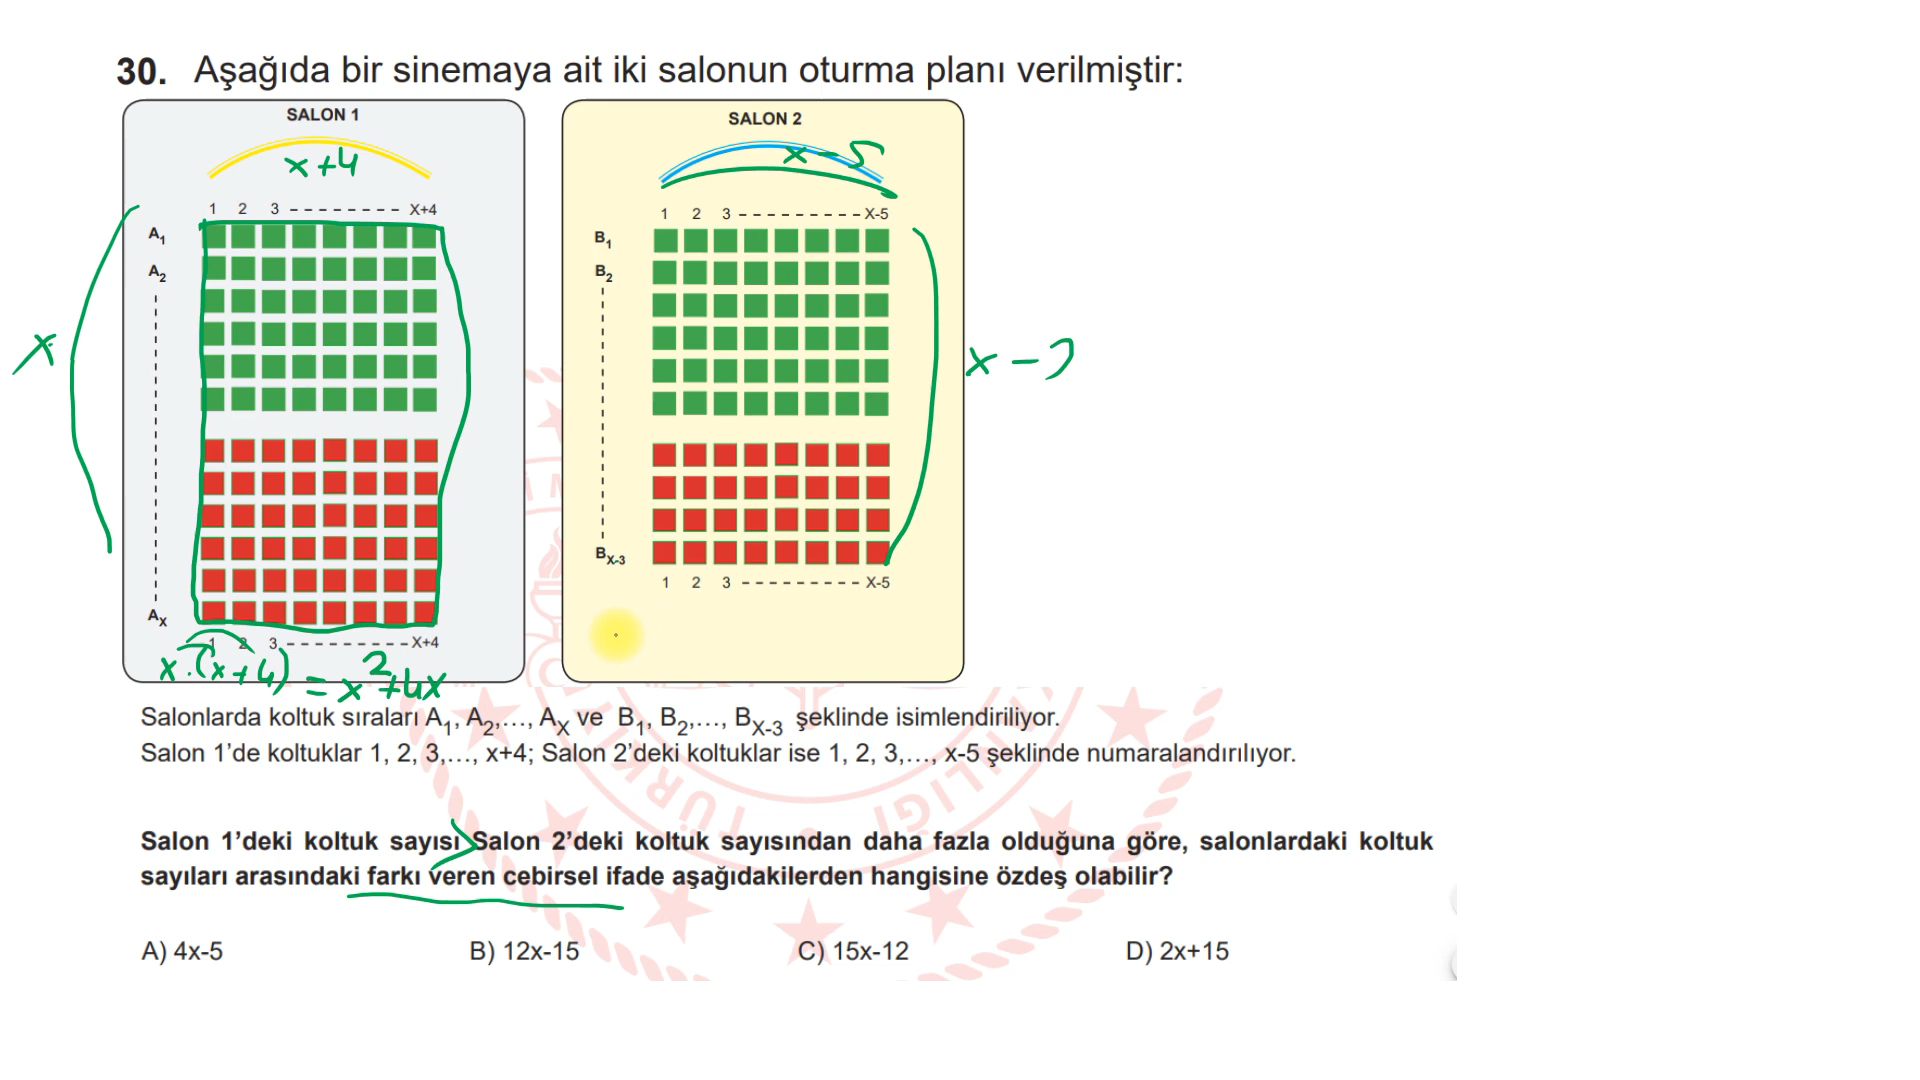 30. Aşağıda bir sinemaya ait iki salonun oturma planı verilmiştir:
SALON 1
x+4
1 2 3 --------- X+4
A1
A2
x
AX
1 2 3 --------- X+4
x.(x+4) = x²+4x
SALON 2
x-5
1 2 3 --------- X-5
B1
B2
x-3
BX-3
1 2 3 --------- X-5
Salonlarda koltuk sıraları A1, A2,..., AX ve B1, B2,..., BX-3 şeklinde isimlendiriliyor.
Salon 1'de koltuklar 1, 2, 3,..., x+4; Salon 2'deki koltuklar ise 1, 2, 3,..., x-5 şeklinde numaralandırılıyor.
Salon 1'deki koltuk sayısı Salon 2'deki koltuk sayısından daha fazla olduğuna göre, salonlardaki koltuk
sayıları arasındaki farkı veren cebirsel ifade aşağıdakilerden hangisine özdeş olabilir?
A) 4x-5 B) 12x-15 C) 15x-12 D) 2x+15